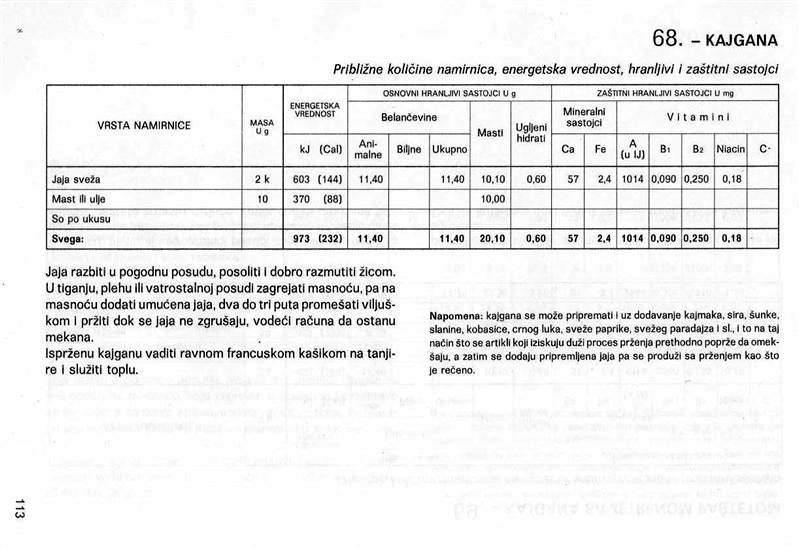 68. – KAJGANA
Približne količine namirnica, energetska vrednost, hranljivi i zaštitni sastojci
VRSTA NAMIRNICE
MASA
U g
ENERGETSKA
VREDNOST
kJ (Cal)
OSNOVNI HRANLJIVI SASTOJCI U g
Belančevine
Ani-
malne
Biljne
Ukupno
Masti
Ugljeni
hidrati
ZAŠTITNI HRANLJIVI SASTOJCI U mg
Mineralni
sastojci
Ca Fe
Vitamini
A
(u IJ)
B1 B2 Niacin C
Jaja sveža 2 k 603 (144) 11,40 11,40 10,10 0,60 57 2,4 1014 0,090 0,250 0,18
Mast ili ulje 10 370 (88) 10,00
So po ukusu
Svega: 973 (232) 11,40 11,40 20,10 0,60 57 2,4 1014 0,090 0,250 0,18 -
Jaja razbiti u pogodnu posudu, posoliti i dobro razmutiti žicom.
U tiganju, plehu ili vatrostalnoj posudi zagrejati masnoću, pa na
masnoću dodati umućena jaja, dva do tri puta promešati viljuš-
kom i pržiti dok se jaja ne zgrušaju, vodeći računa da ostanu
mekana.
Isprženu kajganu vaditi ravnom francuskom kašikom na tanji-
re i služiti toplu.
Napomena: kajgana se može pripremati i uz dodavanje kajmaka, sira, šunke,
slanine, kobasice, crnog luka, sveže paprike, svežeg paradajza i sl., i to na taj
način što se artikli koji iziskuju duži proces prženja prethodno poprže da omek-
šaju, a zatim se dodaju pripremljena jaja pa se produži sa prženjem kao što
je rečeno.
113